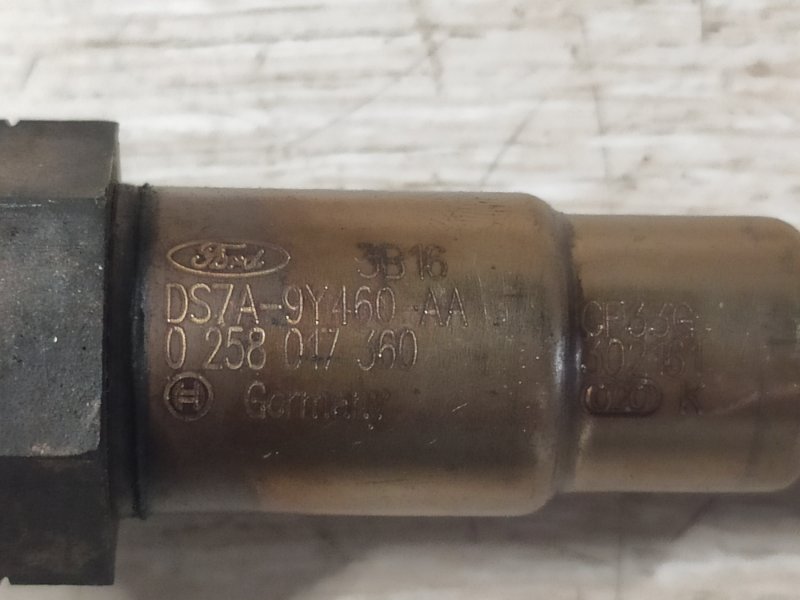 Ford 3B16
DS7A-9Y460 AA
0 258 017 360
Germany
K